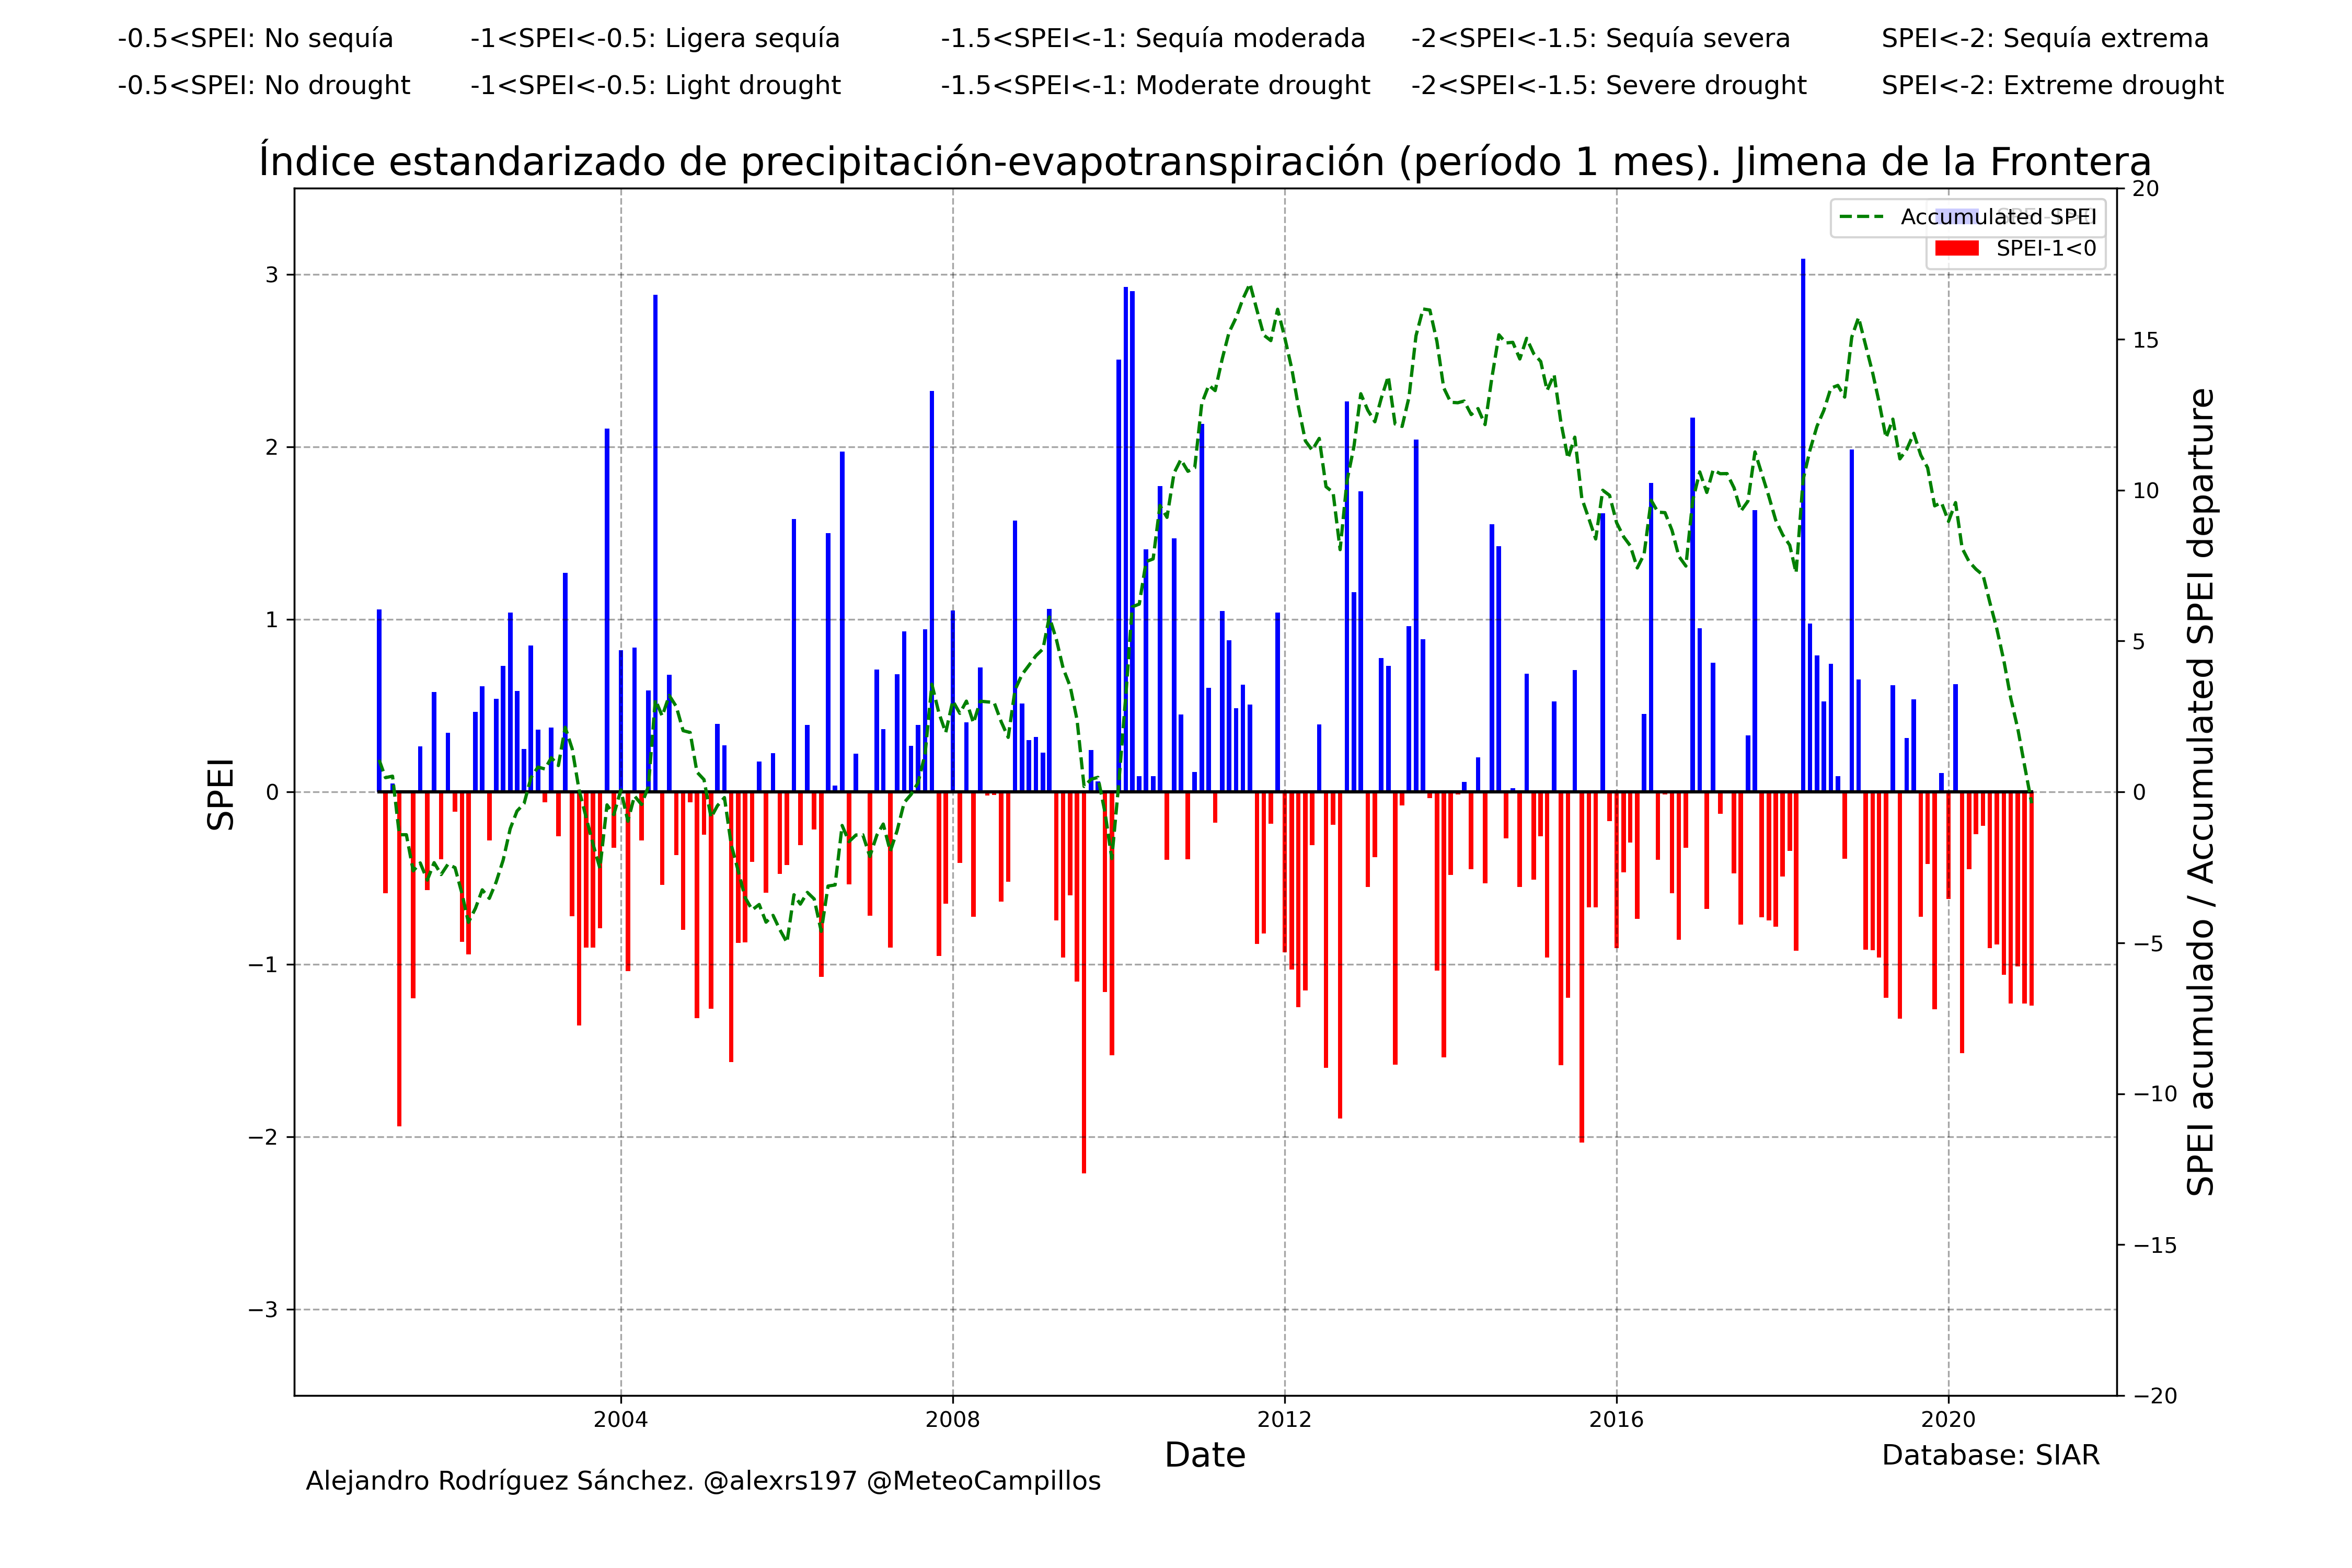 -0.5<SPEI: No sequía -1<SPEI<-0.5: Ligera sequía -1.5<SPEI<-1: Sequía moderada -2<SPEI<-1.5: Sequía severa SPEI<-2: Sequía extrema
-0.5<SPEI: No drought -1<SPEI<-0.5: Light drought -1.5<SPEI<-1: Moderate drought -2<SPEI<-1.5: Severe drought SPEI<-2: Extreme drought
Índice estandarizado de precipitación-evapotranspiración (período 1 mes). Jimena de la Frontera
Accumulated SPEI
SPEI-1<0
SPEI
3
2
1
0
−1
−2
−3
20
15
10
5
0
−5
−10
−15
−20
SPEI acumulado / Accumulated SPEI departure
2004 2008 2012 2016 2020
Date
Database: SIAR
Alejandro Rodríguez Sánchez. @alexrs197 @MeteoCampillos